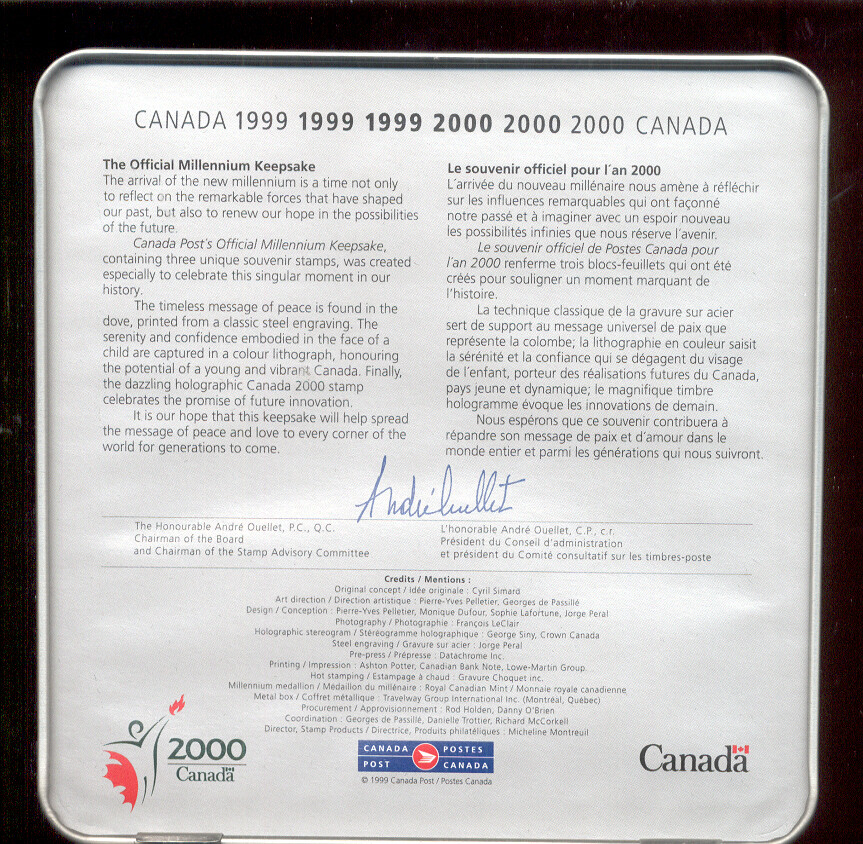 CANADA 1999 1999 1999 2000 2000 2000 CANADA
The Official Millennium Keepsake
The arrival of the new millennium is a time not only
to reflect on the remarkable forces that have shaped
our past, but also to renew our hope in the possibilities
of the future.
Canada Post's Official Millennium Keepsake,
containing three unique souvenir stamps, was created
especially to celebrate this singular moment in our
history.
The timeless message of peace is found in the
dove, printed from a classic steel engraving. The
serenity and confidence embodied in the face of a
child are captured in a colour lithograph, honouring
the potential of a young and vibrant Canada. Finally,
the dazzling holographic Canada 2000 stamp
celebrates the promise of future innovation.
It is our hope that this keepsake will help spread
the message of peace and love to every corner of the
world for generations to come.
Le souvenir officiel pour l'an 2000
L'arrivée du nouveau millénaire nous amène à réfléchir
sur les influences remarquables qui ont façonné
notre passé et à imaginer avec un espoir nouveau
les possibilités infinies que nous réserve l'avenir.
Le souvenir officiel de Postes Canada pour
l'an 2000 renferme trois blocs-feuillets qui ont été
créés pour souligner un moment marquant de
l'histoire.
La technique classique de la gravure sur acier
sert de support au message universel de paix que
représente la colombe; la lithographie en couleur saisit
la sérénité et la confiance qui se dégagent du visage
de l'enfant, porteur des réalisations futures du Canada,
pays jeune et dynamique; le magnifique timbre
hologramme évoque les innovations de demain.
Nous espérons que ce souvenir contribuera à
répandre son message de paix et d'amour dans le
monde entier et parmi les générations qui nous suivront.
André Ouellet
The Honourable André Ouellet, P.C., Q.C.
Chairman of the Board
and Chairman of the Stamp Advisory Committee
L'honorable André Ouellet, C.P., c.r.
Président du Conseil d'administration
et président du Comité consultatif sur les timbres-poste
Credits / Mentions :
Original concept / Idée originale : Cyril Simard
Art direction / Direction artistique : Pierre-Yves Pelletier, Georges de Passillé
Design / Conception : Pierre-Yves Pelletier, Monique Dufour, Sophie Lafortune, Jorge Peral
Photography / Photographie : François LeClair
Holographic stereogram / Stéréogramme holographique : George Siny, Crown Canada
Steel engraving / Gravure sur acier : Jorge Peral
Pre-press / Prépresse : Datachrome Inc.
Printing / Impression : Ashton Potter, Canadian Bank Note, Lowe-Martin Group.
Hot stamping / Estampage à chaud : Gravure Choquet inc.
Millennium medallion / Médaillon du millénaire : Royal Canadian Mint / Monnaie royale canadienne
Metal box / Coffret métallique : Travelway Group International Inc. (Montréal, Québec)
Procurement / Approvisionnement : Rod Holden, Danny O'Brien
Coordination : Georges de Passillé, Danielle Trottier, Richard McCorkell
Director, Stamp Products / Directrice, Produits philatéliques : Micheline Montreuil
2000
Canada
CANADA POSTES
POST CANADA
© 1999 Canada Post / Postes Canada
Canada